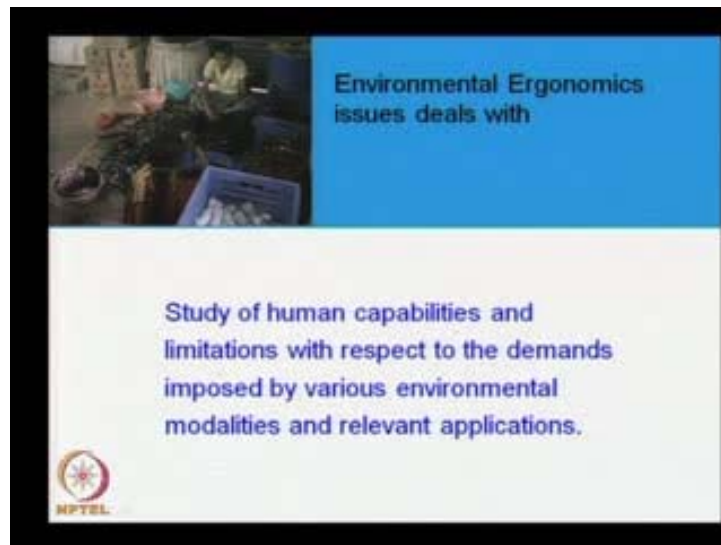 Environmental Ergonomics
issues deals with
Study of human capabilities and
limitations with respect to the demands
imposed by various environmental
modalities and relevant applications.
NPTEL